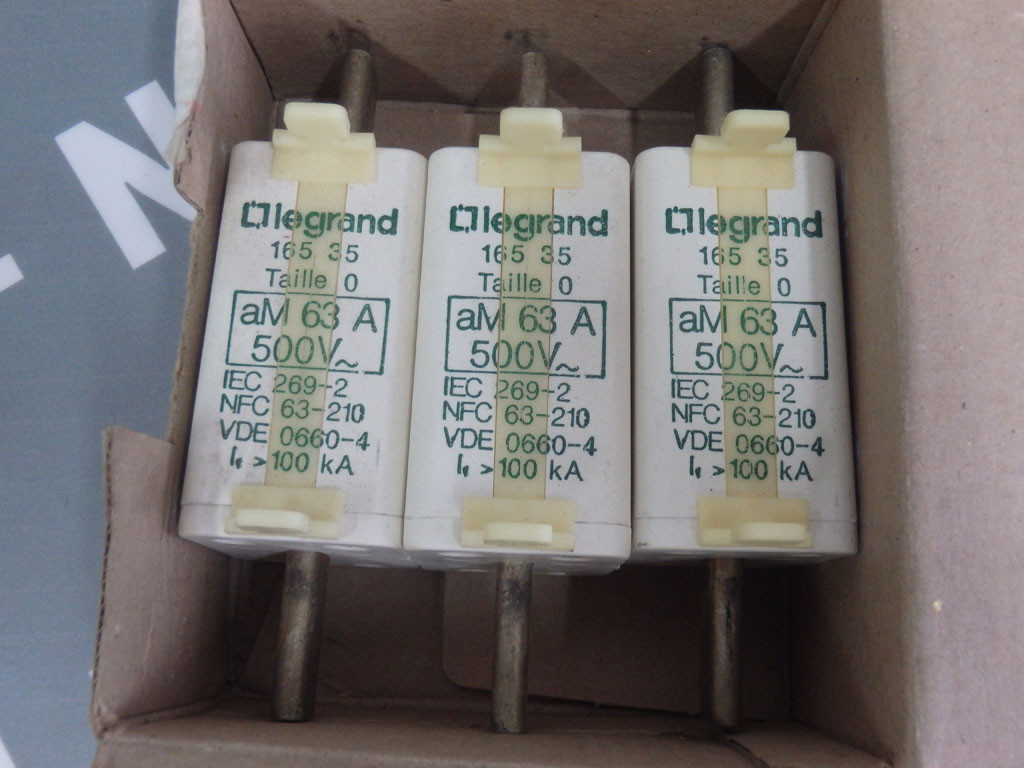 legrand
165 35
Taille 0
aM 63 A
500V~
IEC 269-2
NFC 63-210
VDE 0660-4
I₁ > 100 kA
legrand
165 35
Taille 0
aM 63 A
500V~
IEC 269-2
NFC 63-210
VDE 0660-4
I₁ > 100 kA
legrand
165 35
Taille 0
aM 63 A
500V~
IEC 269-2
NFC 63-210
VDE 0660-4
I₁ > 100 kA